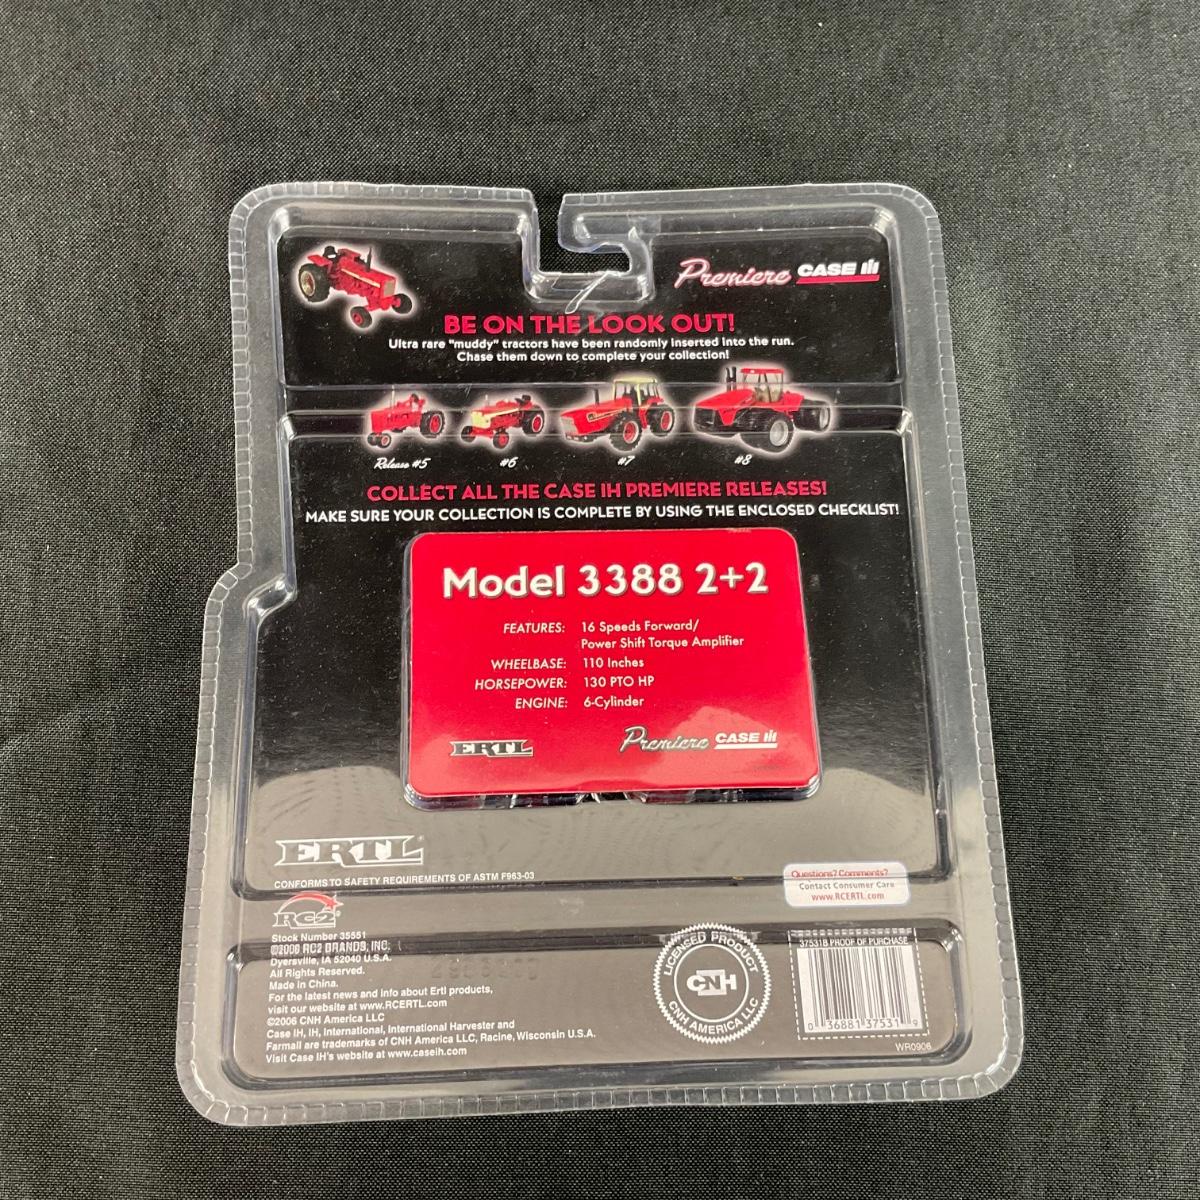 Premiere CASE IH
BE ON THE LOOK OUT!
Ultra rare "muddy" tractors have been randomly inserted into the run.
Chase them down to complete your collection!
Release #5
#6
#7
#8
COLLECT ALL THE CASE IH PREMIERE RELEASES!
MAKE SURE YOUR COLLECTION IS COMPLETE BY USING THE ENCLOSED CHECKLIST!
Model 3388 2+2
FEATURES: 16 Speeds Forward/
Power Shift Torque Amplifier
WHEELBASE: 110 Inches
HORSEPOWER: 130 PTO HP
ENGINE: 6-Cylinder
ERTL Premiere CASE IH
ERTL®
CONFORMS TO SAFETY REQUIREMENTS OF ASTM F963-03
RC2®
Stock Number 35551
©2006 RC2 BRANDS, INC.
Dyersville, IA 52040 U.S.A.
All Rights Reserved.
Made in China.
For the latest news and info about Ertl products,
visit our website at www.RCERTL.com
©2006 CNH America LLC
Case IH, IH, International, International Harvester and
Farmall are trademarks of CNH America LLC, Racine, Wisconsin U.S.A.
Visit Case IH's website at www.caseih.com
LICENSED PRODUCT
CNH
CNH AMERICA LLC
Questions? Comments?
Contact Consumer Care
www.RCERTL.com
37531B PROOF OF PURCHASE
0 36881 37531 9
WR0906